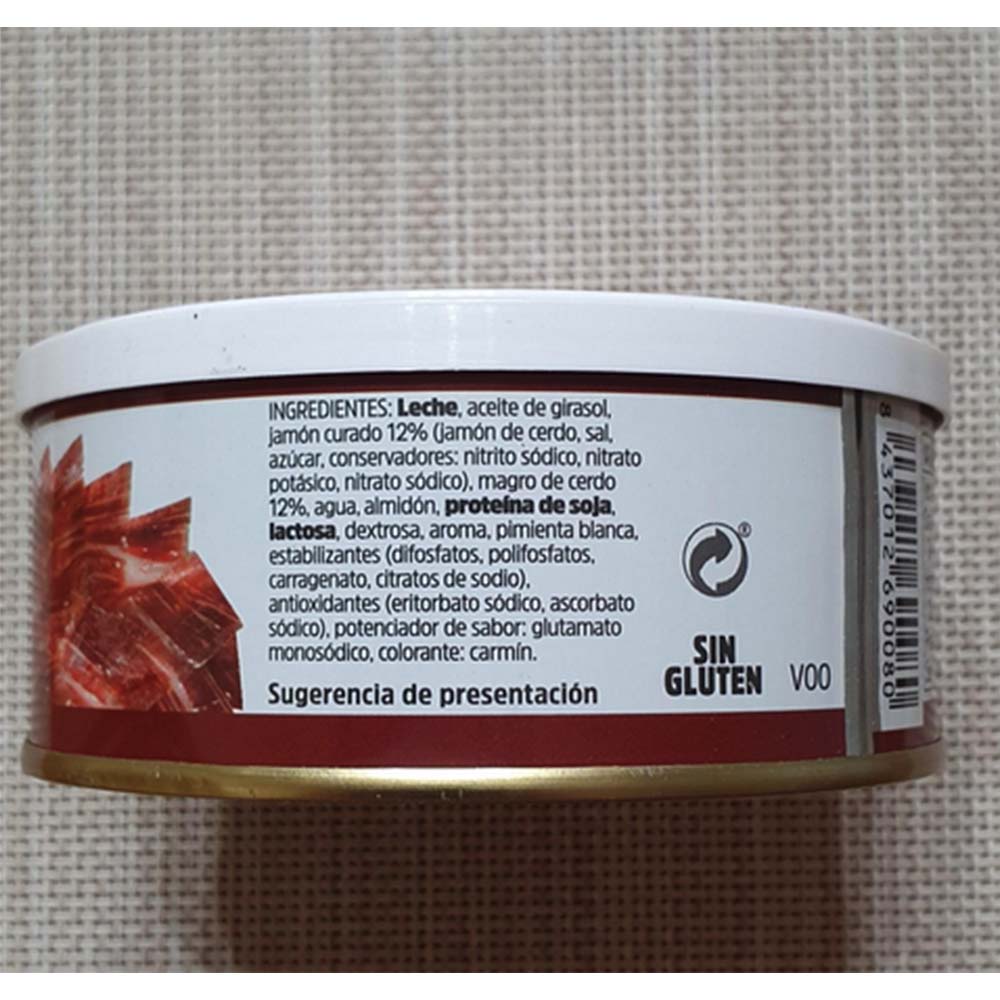 INGREDIENTES: Leche, aceite de girasol,
jamón curado 12% (jamón de cerdo, sal,
azúcar, conservadores: nitrito sódico, nitrato
potásico, nitrato sódico), magro de cerdo
12%, agua, almidón, proteína de soja,
lactosa, dextrosa, aroma, pimienta blanca,
estabilizantes (difosfatos, polifosfatos,
carragenato, citratos de sodio),
antioxidantes (eritorbato sódico, ascorbato
sódico), potenciador de sabor: glutamato
monosódico, colorante: carmín.
Sugerencia de presentación
®
SIN
GLUTEN
V00
8 437012 690080